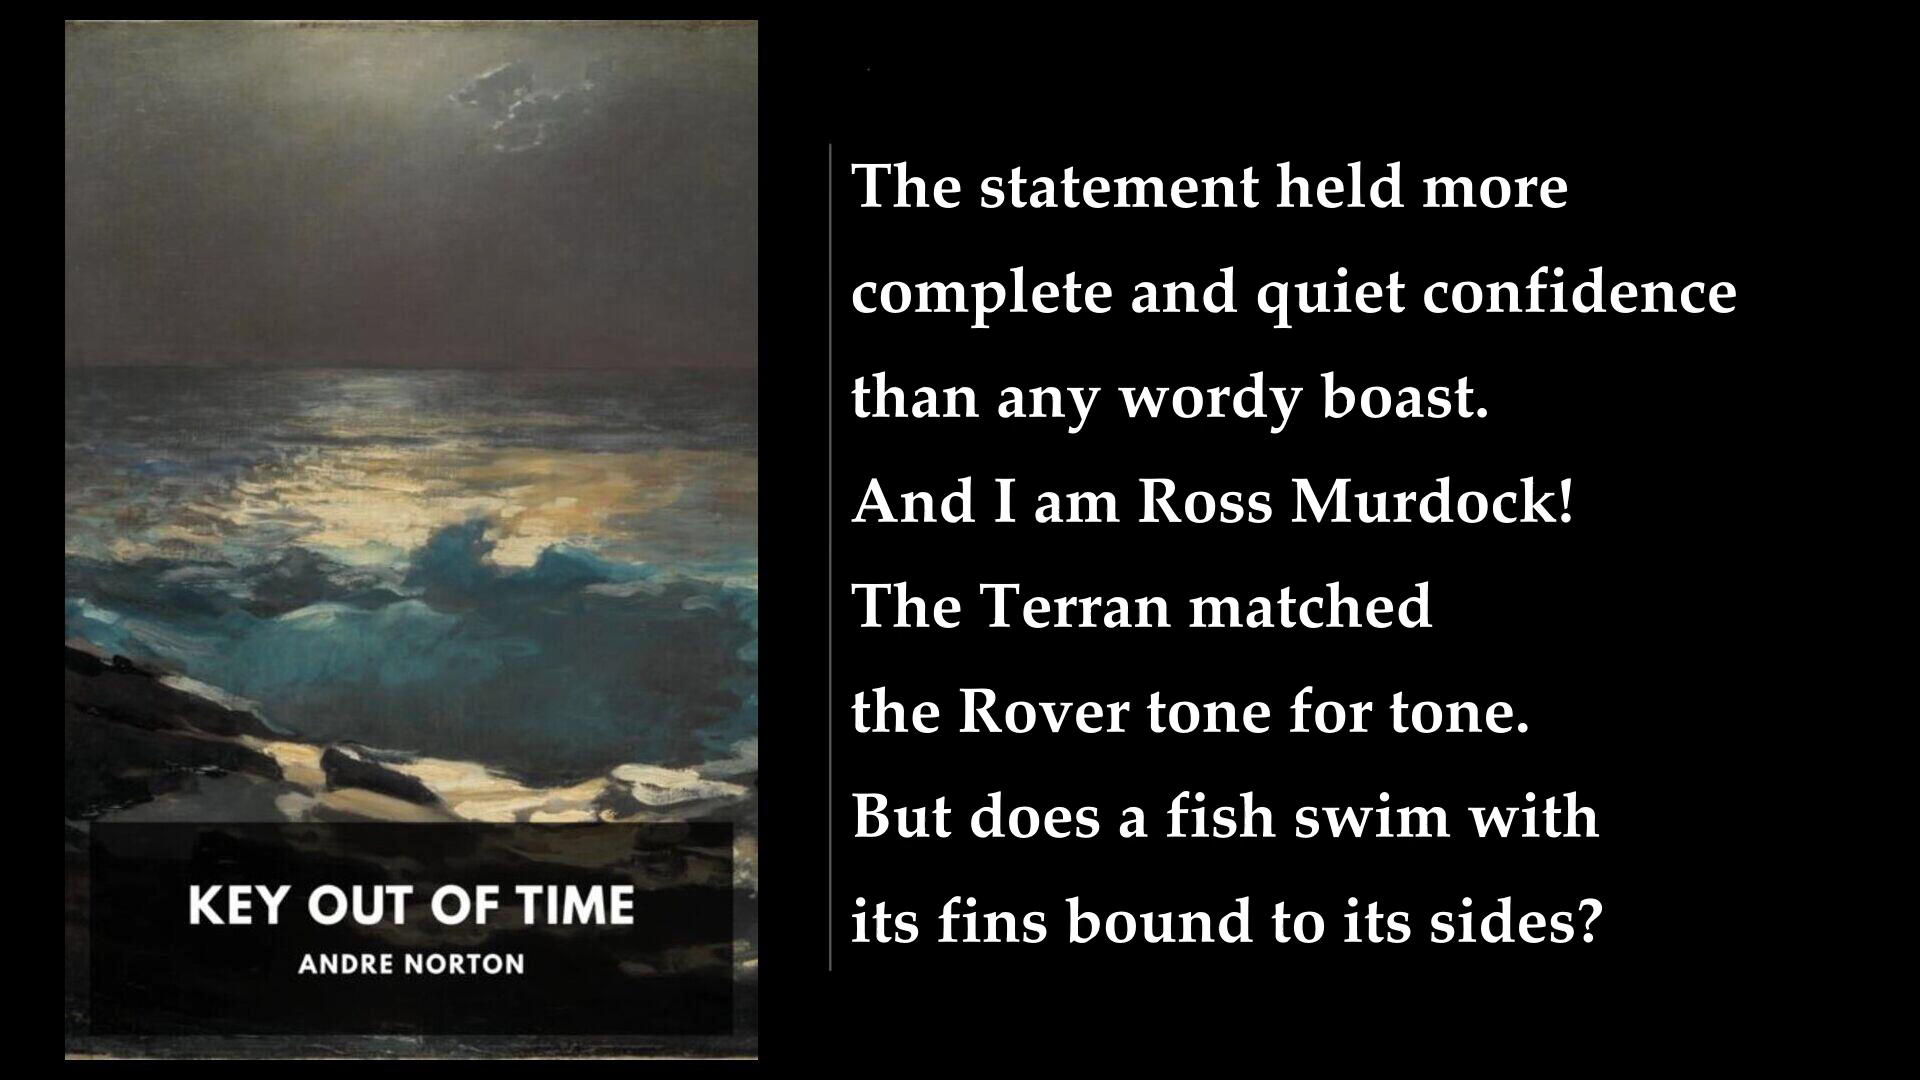 KEY OUT OF TIME
ANDRE NORTON
The statement held more
complete and quiet confidence
than any wordy boast.
And I am Ross Murdock!
The Terran matched
the Rover tone for tone.
But does a fish swim with
its fins bound to its sides?